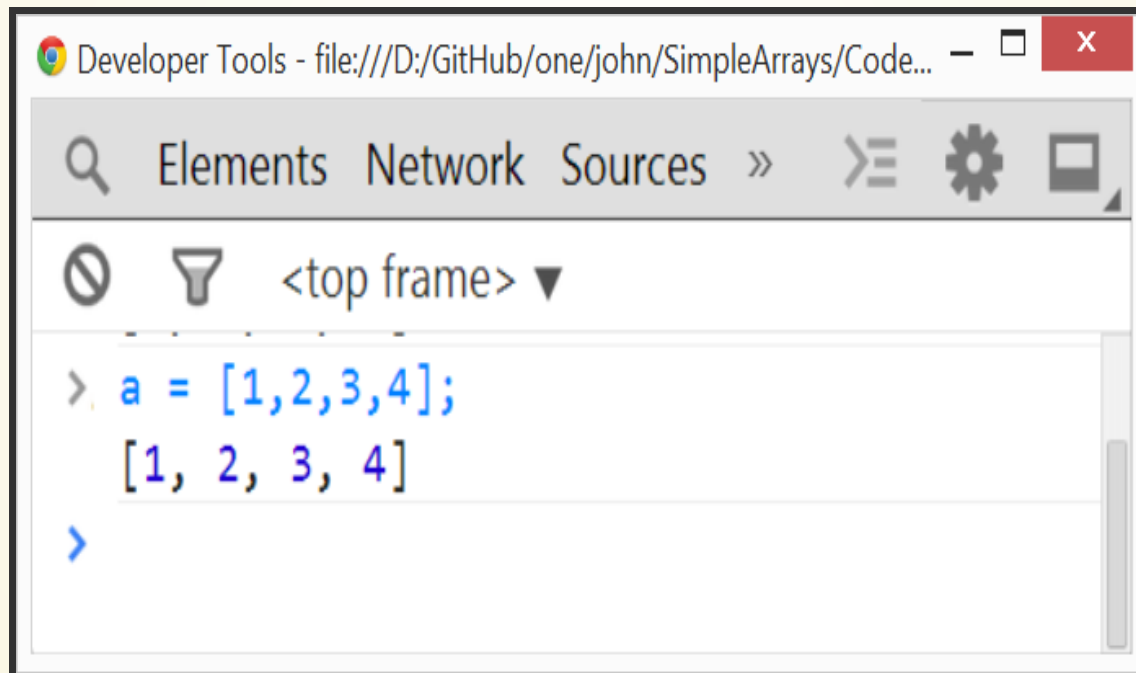 Developer Tools - file:///D:/GitHub/one/john/SimpleArrays/Code...
Elements Network Sources »
<top frame> ▼
> a = [1,2,3,4];
[1, 2, 3, 4]
>